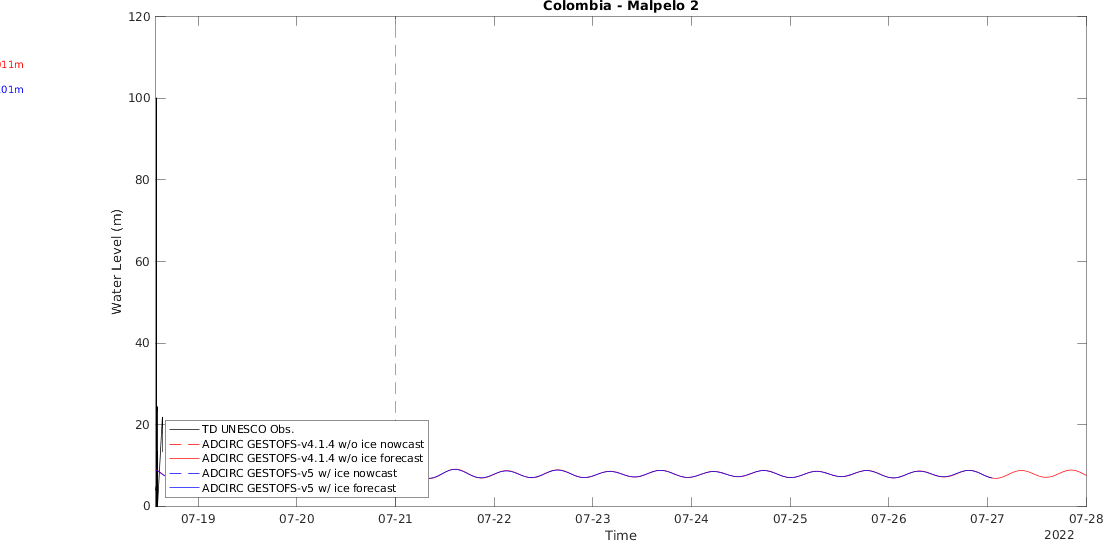 Colombia - Malpelo 2
011m
.01m
Water Level (m)
120
100
80
60
40
20
0
TD UNESCO Obs.
ADCIRC GESTOFS-v4.1.4 w/o ice nowcast
ADCIRC GESTOFS-v4.1.4 w/o ice forecast
ADCIRC GESTOFS-v5 w/ ice nowcast
ADCIRC GESTOFS-v5 w/ ice forecast
07-19 07-20 07-21 07-22 07-23 07-24 07-25 07-26 07-27 07-28
Time
2022